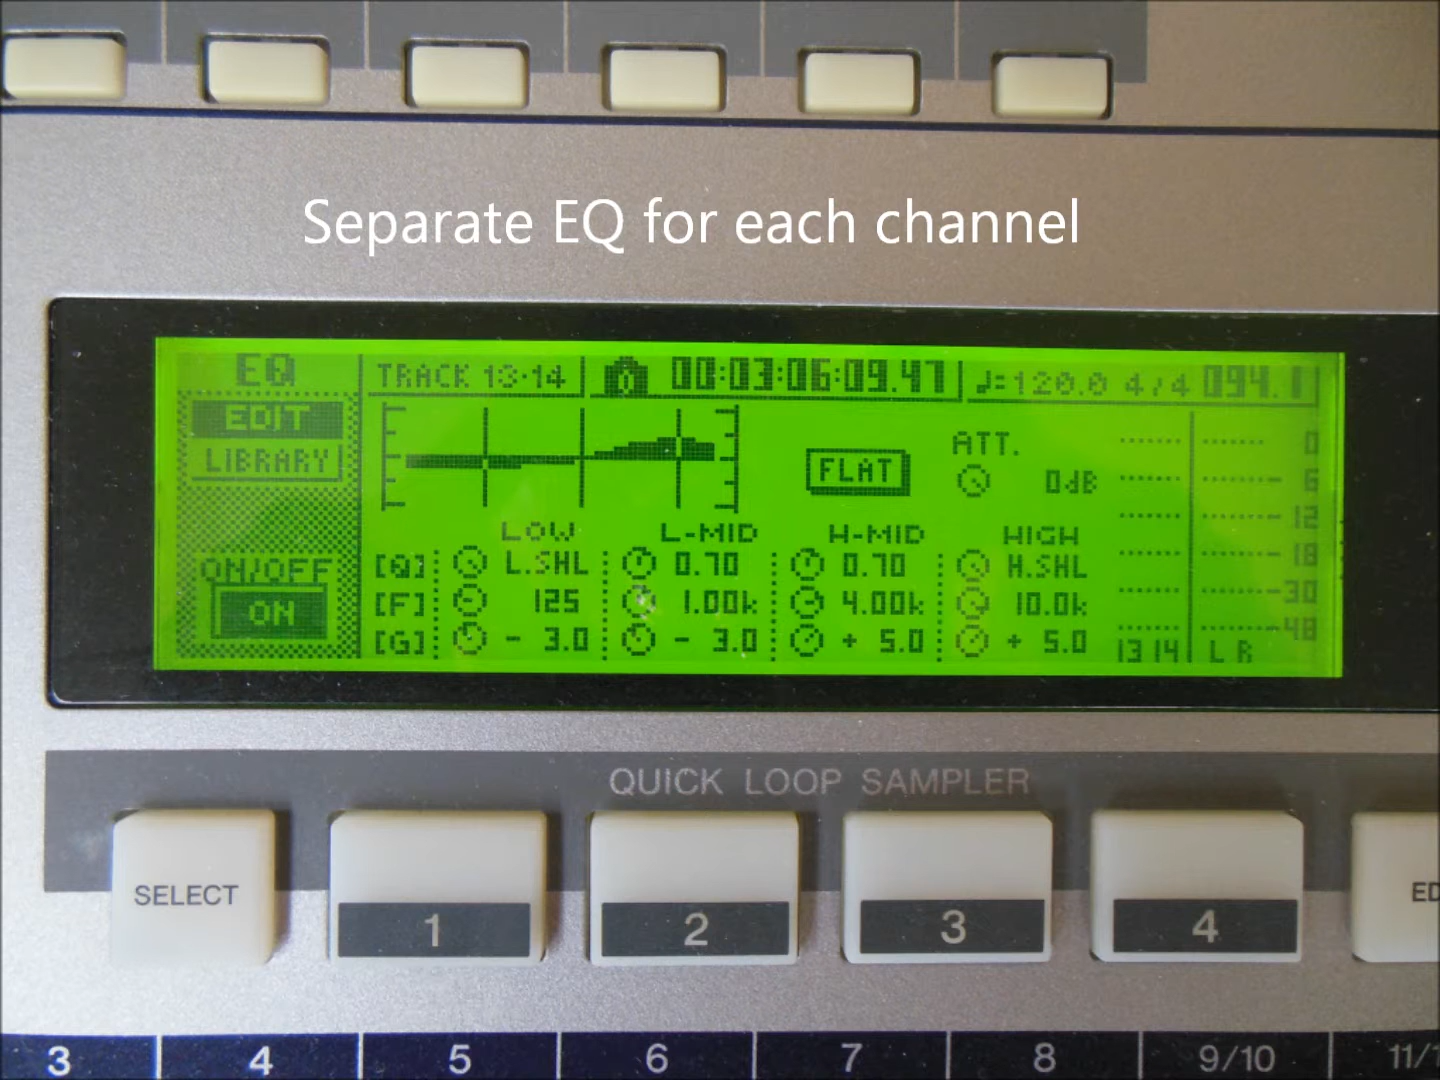 Separate EQ for each channel
EQ TRACK 13·14 00:03:06:09.47 ♩=120.0 4/4 094.1
EDIT
LIBRARY
FLAT
ATT.
0dB
0
6
12
18
30
48
LOW L-MID H-MID HIGH
ON/OFF
ON
[Q] L.SHL 0.70 0.70 H.SHL
[F] 125 1.00k 4.00k 10.0k
[G] - 3.0 - 3.0 + 5.0 + 5.0
13 14 L R
QUICK LOOP SAMPLER
SELECT 1 2 3 4
3 4 5 6 7 8 9/10